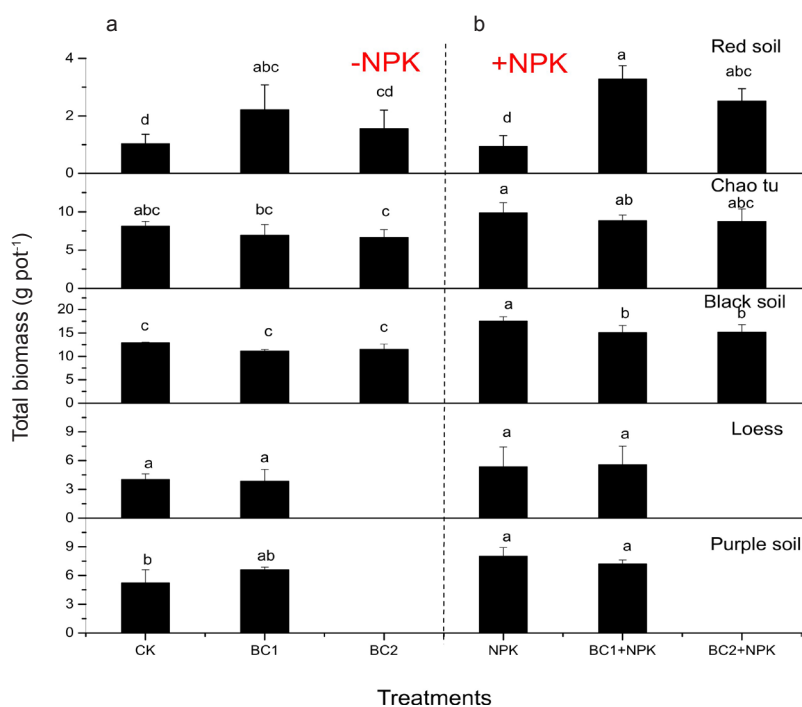 a
b
-NPK
+NPK
Red soil
4
2
0
d
abc
cd
d
a
abc
Chao tu
10
5
0
abc
bc
c
a
ab
abc
Black soil
20
15
10
5
0
c
c
c
a
b
b
Loess
9
6
3
0
a
a
a
a
Purple soil
9
6
3
0
b
ab
a
a
CK
BC1
BC2
NPK
BC1+NPK
BC2+NPK
Total biomass (g pot⁻¹)
Treatments